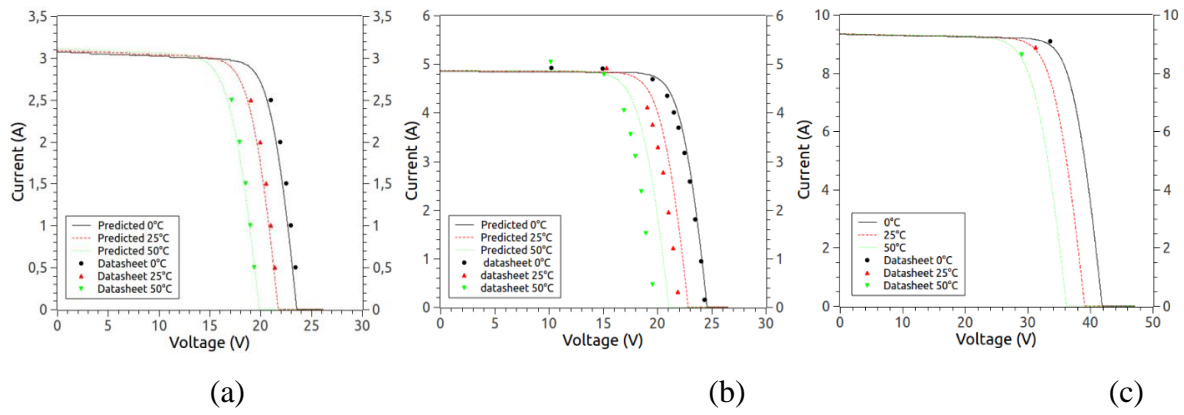 3,5
3
2,5
2
1,5
1
0,5
0
Current (A)
3,5
3
2,5
2
1,5
1
0,5
0
Predicted 0°C
Predicted 25°C
Predicted 50°C
Datasheet 0°C
Datasheet 25°C
Datasheet 50°C
0 10 20 30
Voltage (V)
(a)
6
5
4
3
2
1
0
Current (A)
6
5
4
3
2
1
0
Predicted 0°C
Predicted 25°C
Predicted 50°C
datasheet 0°C
datasheet 25°C
datasheet 50°C
0 5 10 15 20 25 30
Voltage (V)
(b)
10
8
6
4
2
0
Current (A)
10
8
6
4
2
0
0°C
25°C
50°C
Datasheet 0°C
Datasheet 25°C
Datasheet 50°C
0 10 20 30 40 50
Voltage (V)
(c)